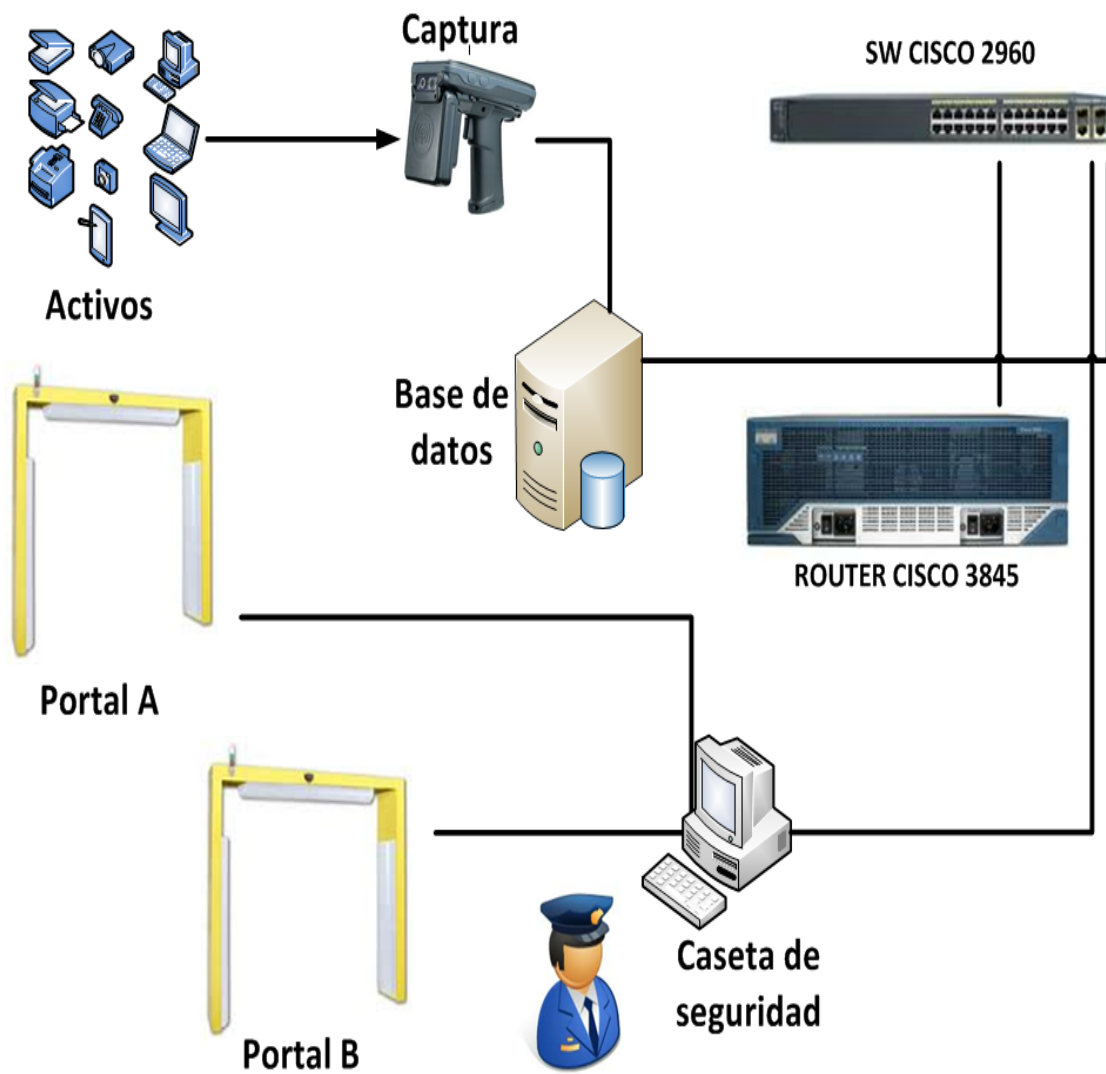 Captura
SW CISCO 2960
Activos
Base de
datos
ROUTER CISCO 3845
Portal A
Caseta de
seguridad
Portal B